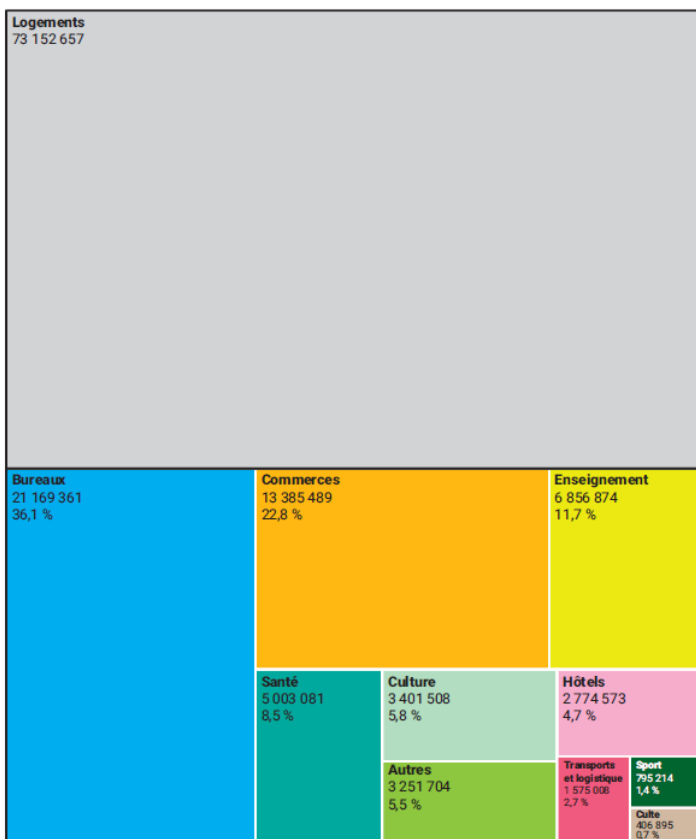 Logements
73 152 657
Bureaux
21 169 361
36,1 %
Commerces
13 385 489
22,8 %
Enseignement
6 856 874
11,7 %
Santé
5 003 081
8,5 %
Culture
3 401 508
5,8 %
Hôtels
2 774 573
4,7 %
Autres
3 251 704
5,5 %
Transports
et logistique
1 575 008
2,7 %
Sport
795 214
1,4 %
Culte
406 895
0,7 %